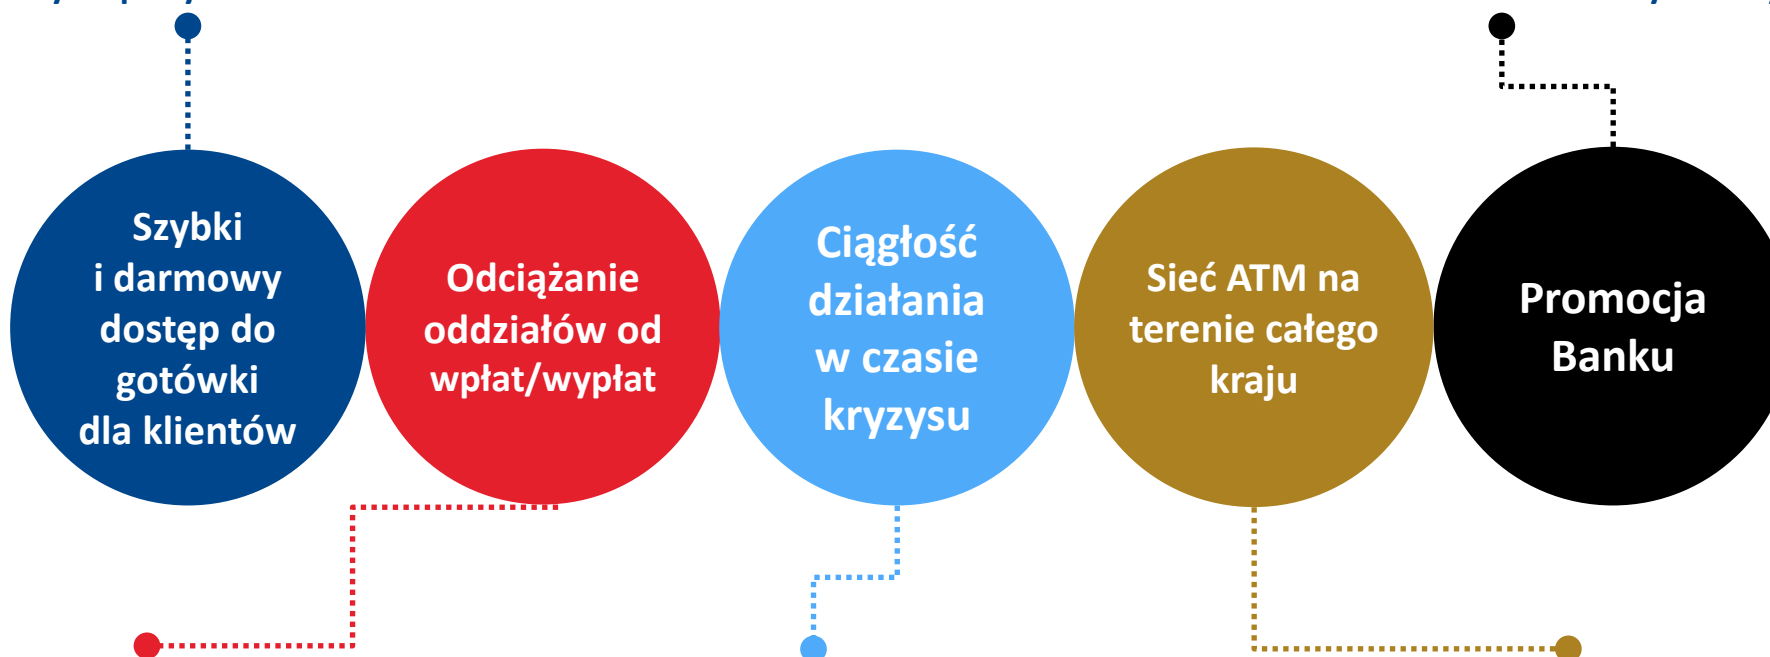 Szybki
i darmowy
dostęp do
gotówki
dla klientów
Odciążanie
oddziałów od
wpłat/wypłat
Ciągłość
działania
w czasie
kryzysu
Sieć ATM na
terenie całego
kraju
Promocja
Banku